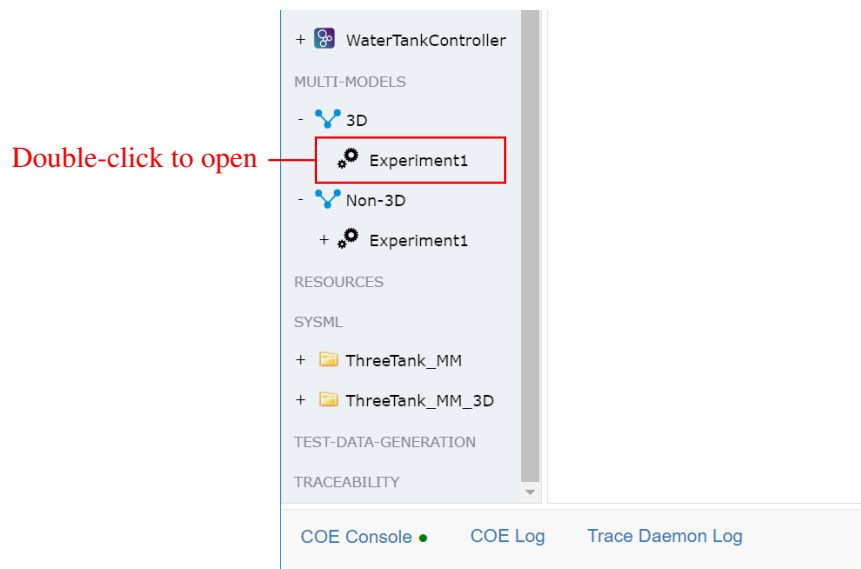 + WaterTankController
MULTI-MODELS
- 3D
Double-click to open
Experiment1
- Non-3D
+ Experiment1
RESOURCES
SYSML
+ ThreeTank_MM
+ ThreeTank_MM_3D
TEST-DATA-GENERATION
TRACEABILITY
COE Console COE Log Trace Daemon Log